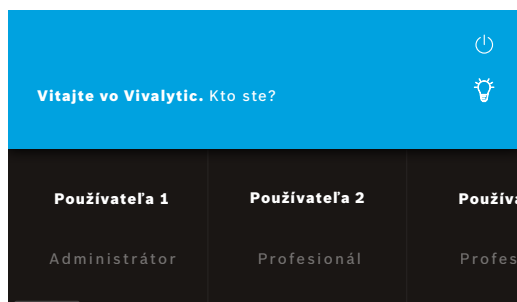 Vitajte vo Vivalytic. Kto ste?
Používateľa 1 Používateľa 2
Administrátor Profesionál